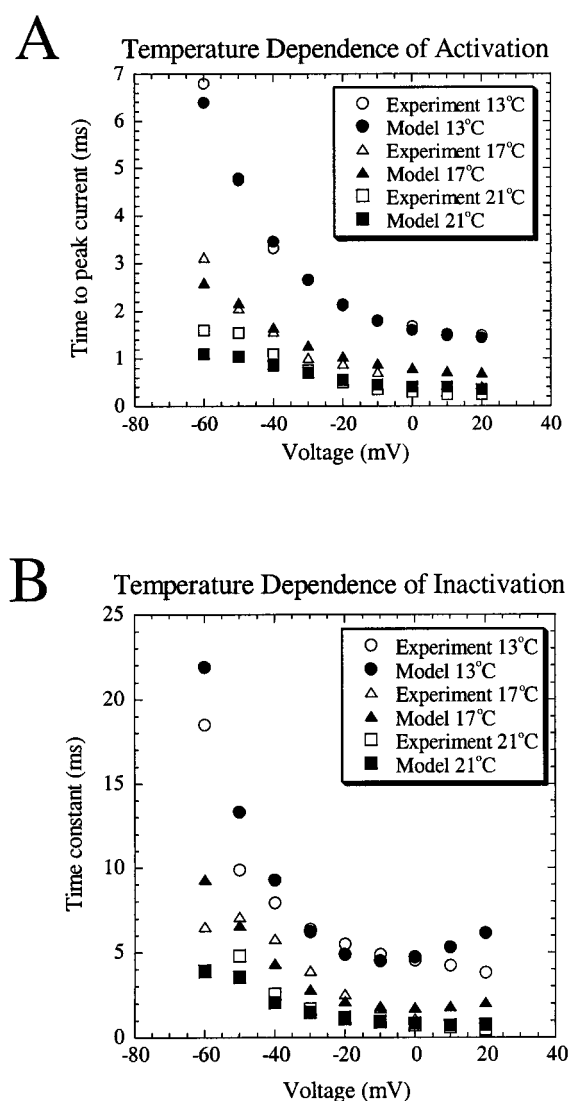 A
Temperature Dependence of Activation
7
6
5
4
3
2
1
0
Time to peak current (ms)
Experiment 13°C
Model 13°C
Experiment 17°C
Model 17°C
Experiment 21°C
Model 21°C
-80 -60 -40 -20 0 20 40
Voltage (mV)
B
Temperature Dependence of Inactivation
25
20
15
10
5
0
Time constant (ms)
Experiment 13°C
Model 13°C
Experiment 17°C
Model 17°C
Experiment 21°C
Model 21°C
-80 -60 -40 -20 0 20 40
Voltage (mV)